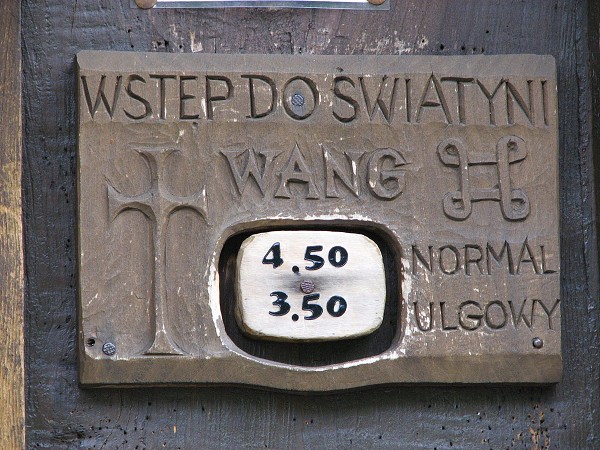 WSTEP DO SWIATYNI
WANG
4.50 NORMAL
3.50 ULGOWY